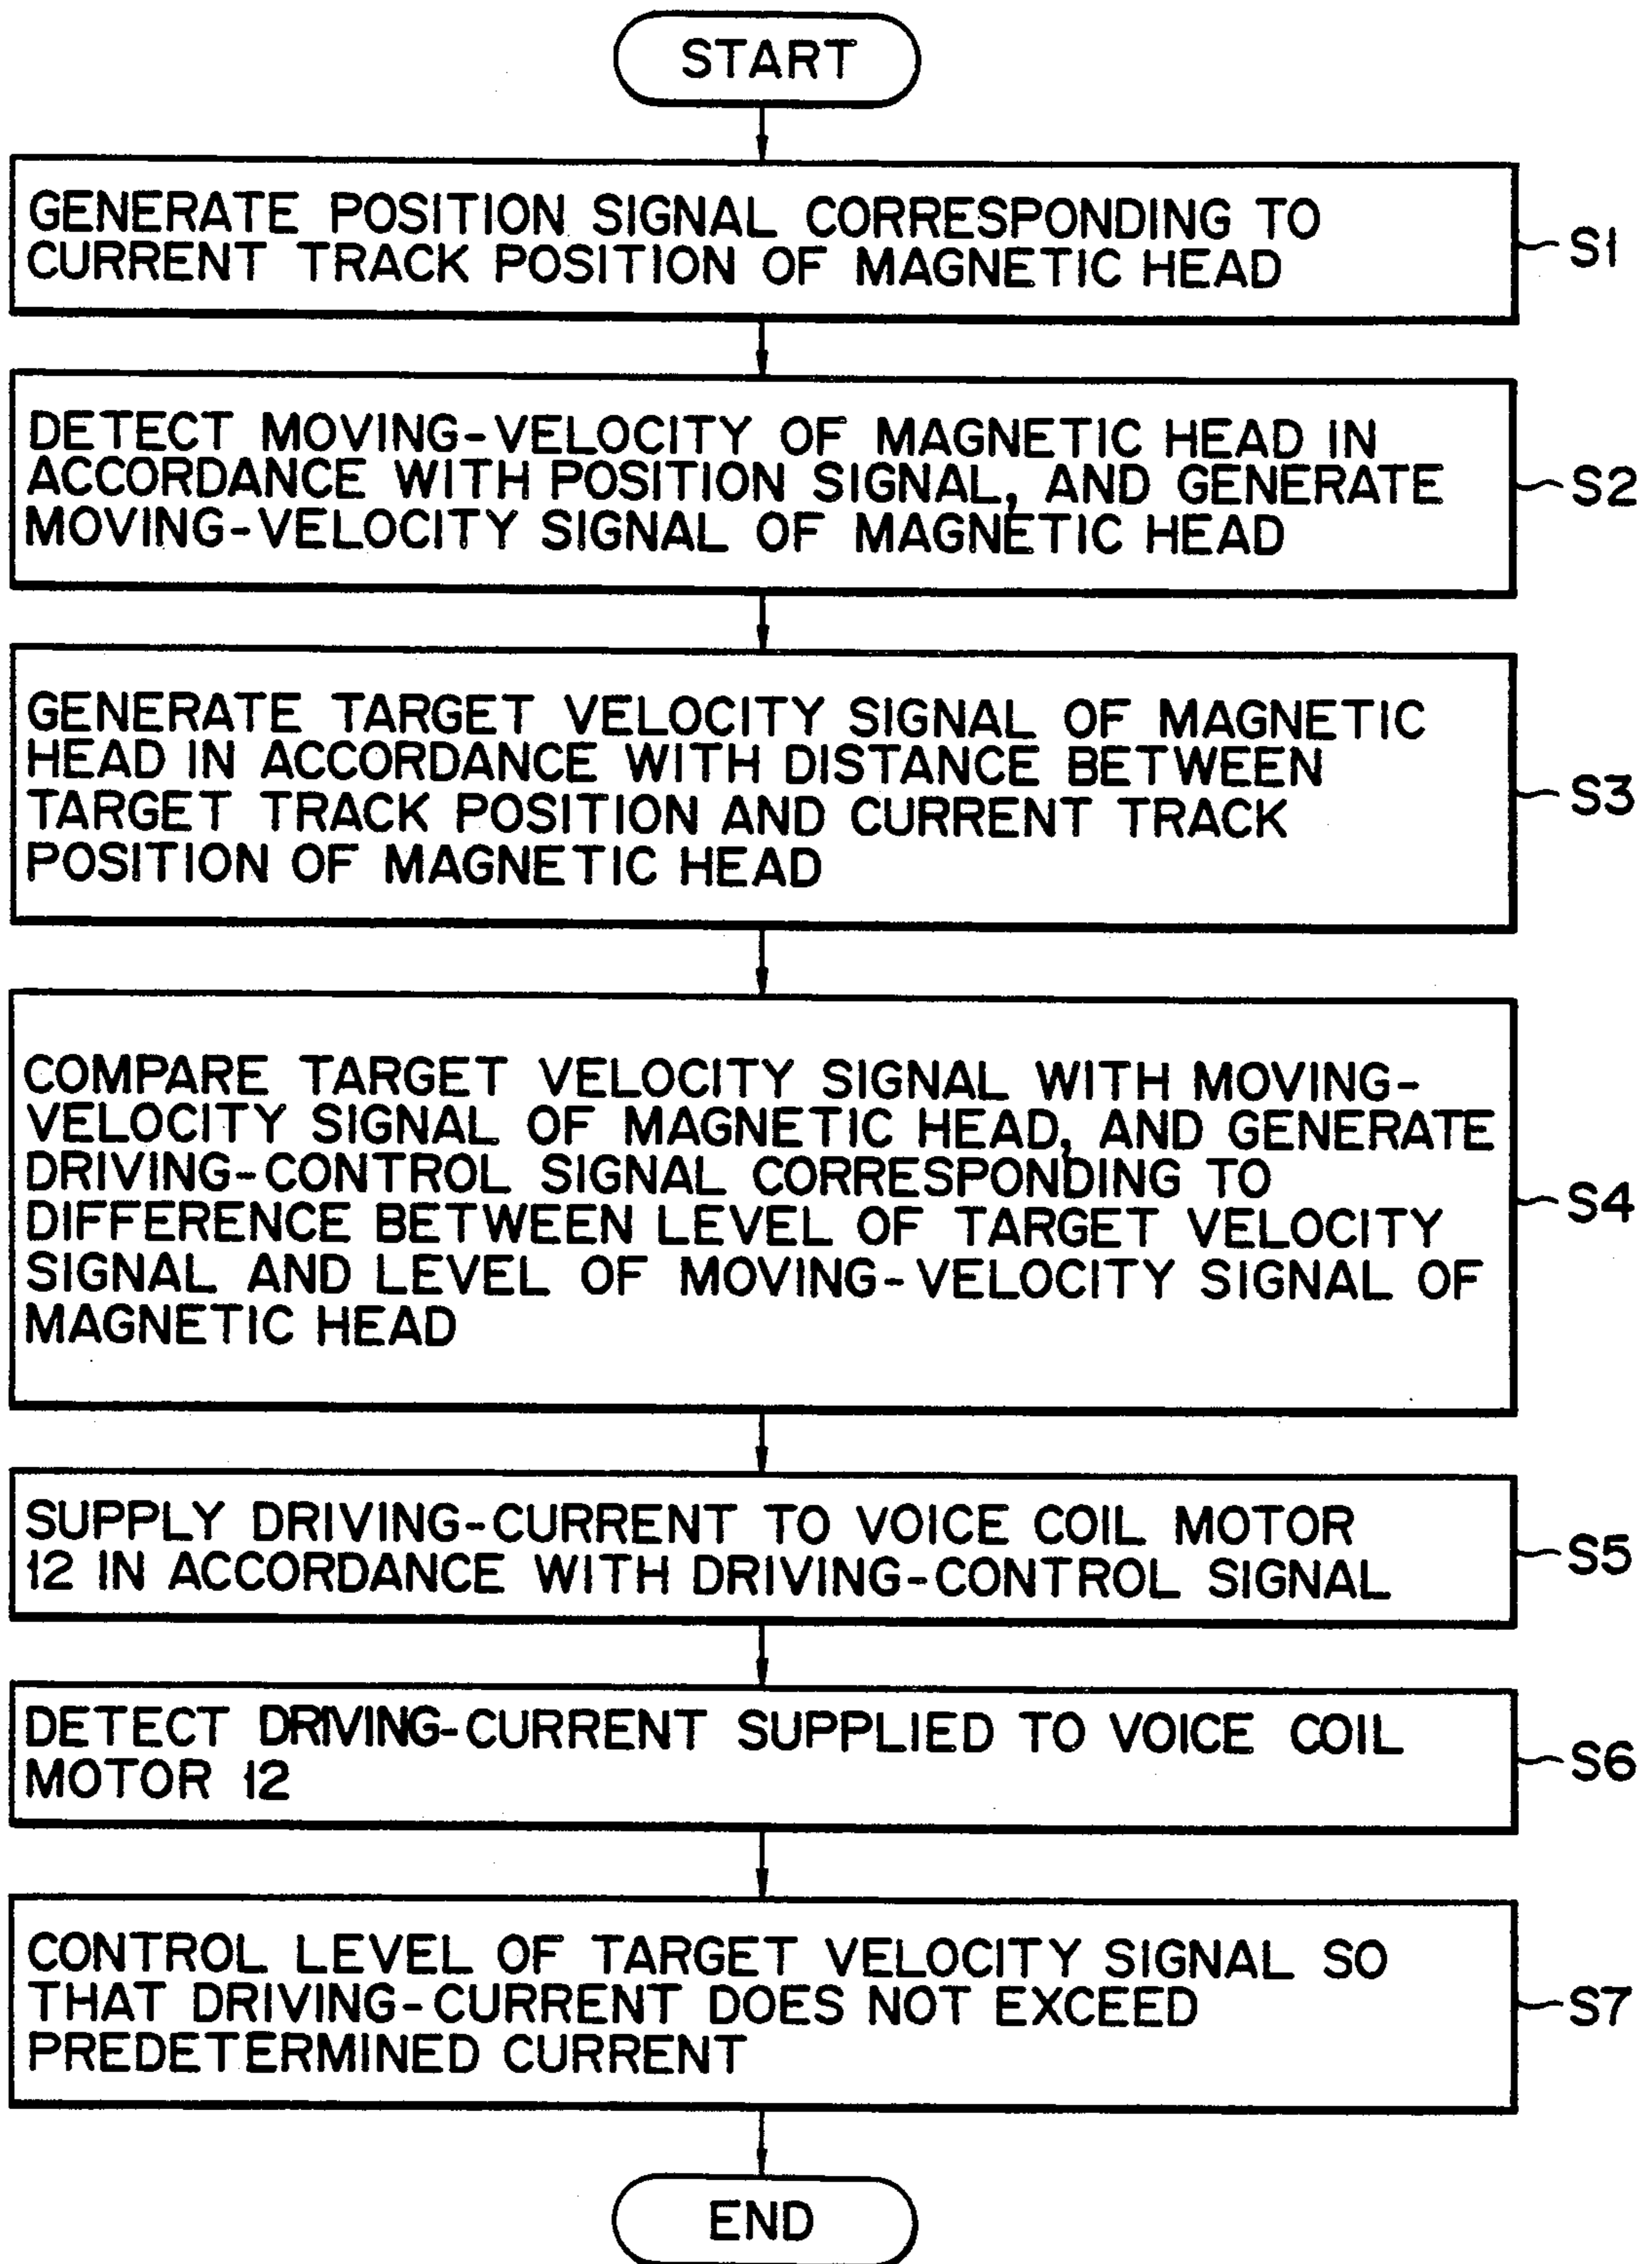 START
GENERATE POSITION SIGNAL CORRESPONDING TO
CURRENT TRACK POSITION OF MAGNETIC HEAD
S1
DETECT MOVING-VELOCITY OF MAGNETIC HEAD IN
ACCORDANCE WITH POSITION SIGNAL, AND GENERATE
MOVING-VELOCITY SIGNAL OF MAGNETIC HEAD
S2
GENERATE TARGET VELOCITY SIGNAL OF MAGNETIC
HEAD IN ACCORDANCE WITH DISTANCE BETWEEN
TARGET TRACK POSITION AND CURRENT TRACK
POSITION OF MAGNETIC HEAD
S3
COMPARE TARGET VELOCITY SIGNAL WITH MOVING-
VELOCITY SIGNAL OF MAGNETIC HEAD, AND GENERATE
DRIVING-CONTROL SIGNAL CORRESPONDING TO
DIFFERENCE BETWEEN LEVEL OF TARGET VELOCITY
SIGNAL AND LEVEL OF MOVING-VELOCITY SIGNAL OF
MAGNETIC HEAD
S4
SUPPLY DRIVING-CURRENT TO VOICE COIL MOTOR
12 IN ACCORDANCE WITH DRIVING-CONTROL SIGNAL
S5
DETECT DRIVING-CURRENT SUPPLIED TO VOICE COIL
MOTOR 12
S6
CONTROL LEVEL OF TARGET VELOCITY SIGNAL SO
THAT DRIVING-CURRENT DOES NOT EXCEED
PREDETERMINED CURRENT
S7
END